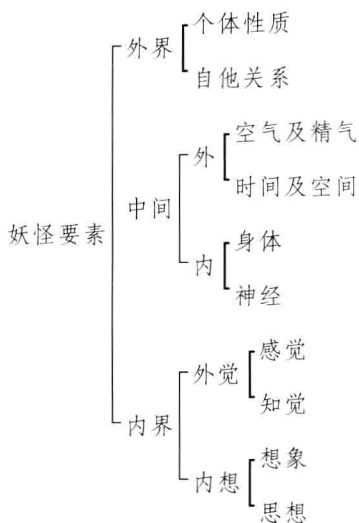 妖怪要素
外界
个体性质
自他关系
中间
外
空气及精气
时间及空间
内
身体
神经
内界
外觉
感觉
知觉
内想
想象
思想